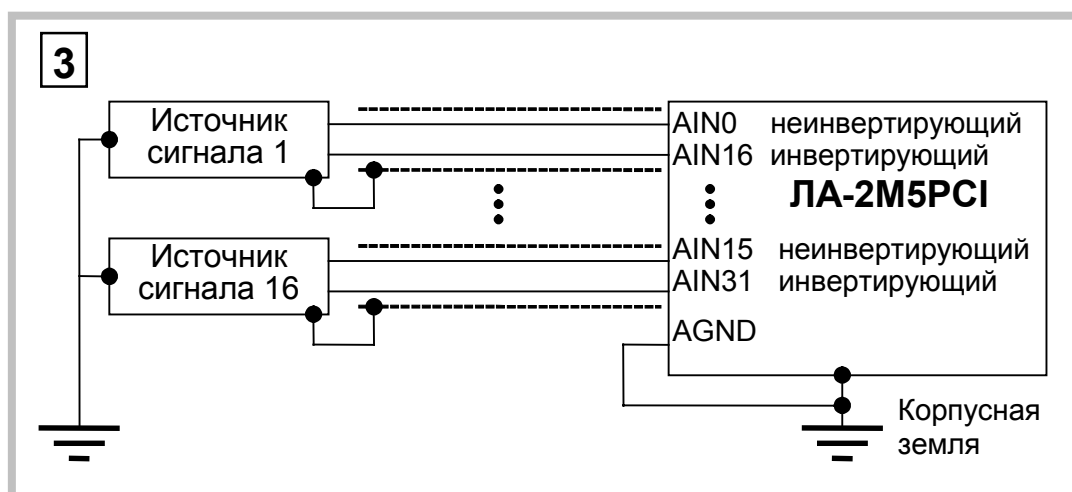 3
Источник
сигнала 1
AIN0 неинвертирующий
AIN16 инвертирующий
ЛА-2М5PCI
Источник
сигнала 16
AIN15 неинвертирующий
AIN31 инвертирующий
AGND
Корпусная
земля